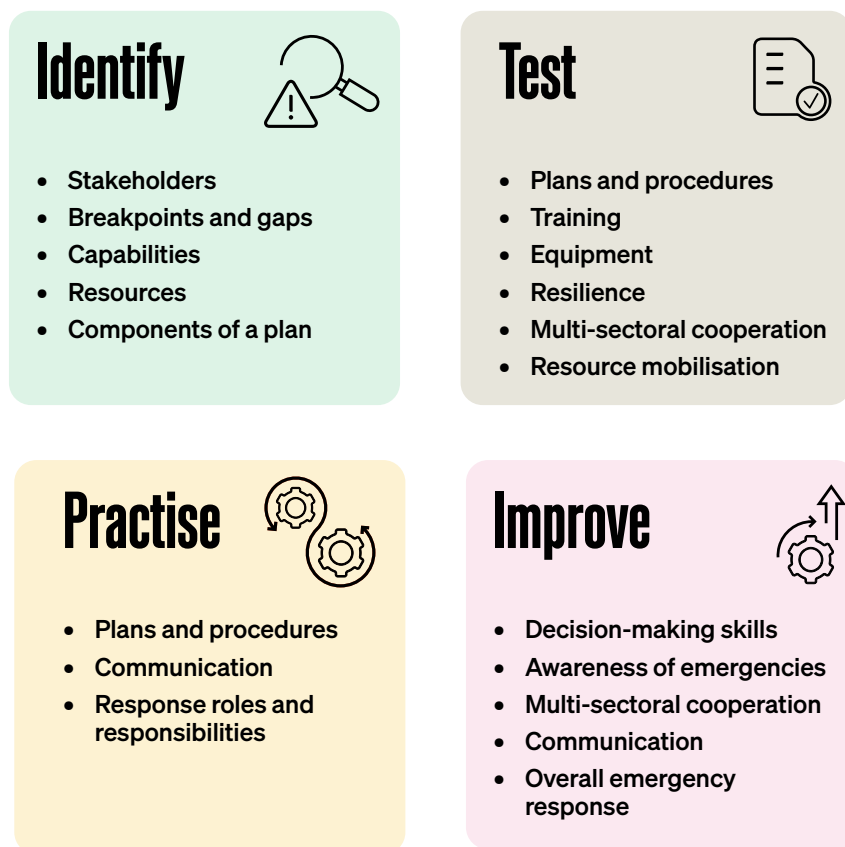 Identify
• Stakeholders
• Breakpoints and gaps
• Capabilities
• Resources
• Components of a plan
Test
• Plans and procedures
• Training
• Equipment
• Resilience
• Multi-sectoral cooperation
• Resource mobilisation
Practise
• Plans and procedures
• Communication
• Response roles and
responsibilities
Improve
• Decision-making skills
• Awareness of emergencies
• Multi-sectoral cooperation
• Communication
• Overall emergency
response